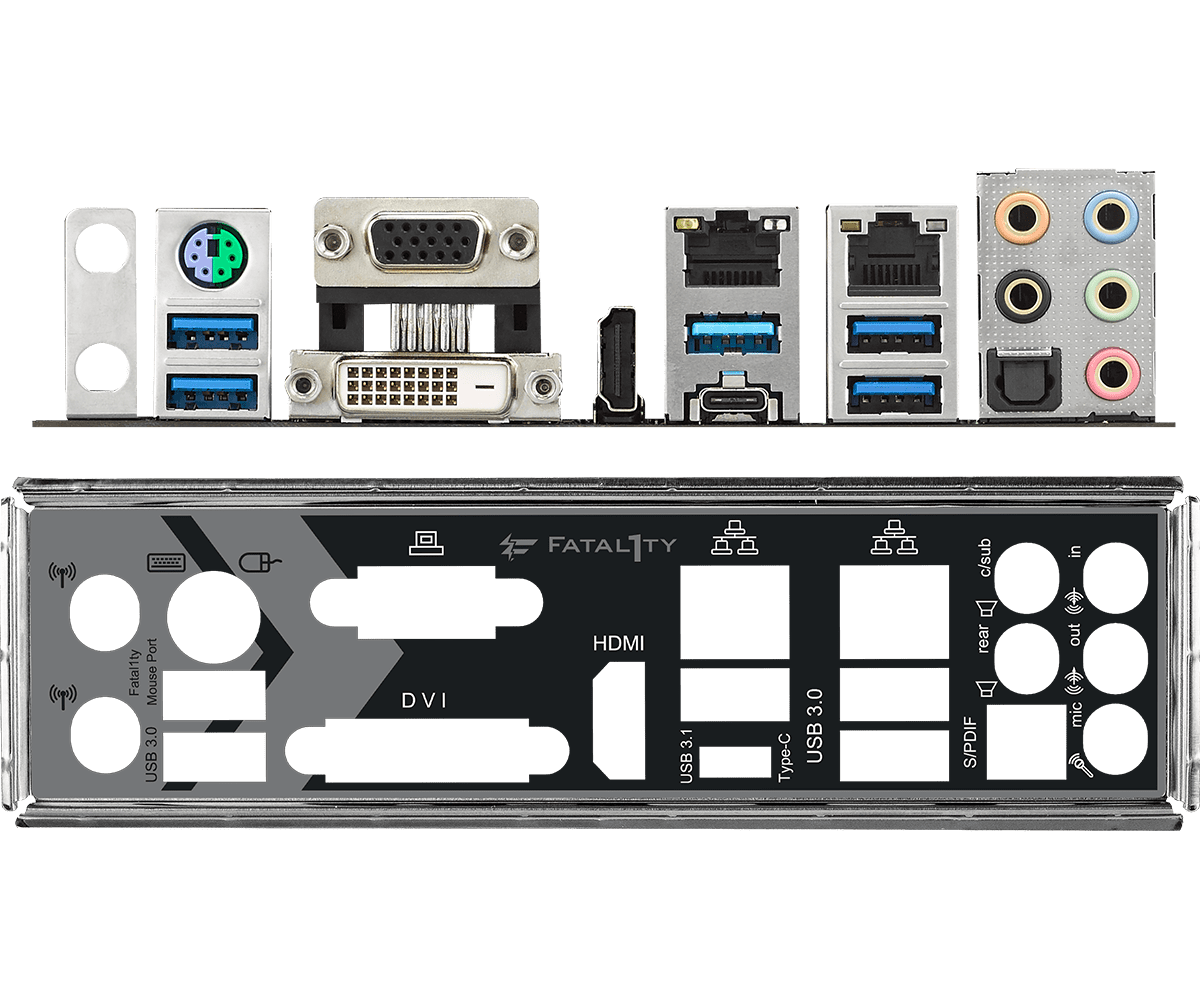 FATAL1TY
c/sub
in
HDMI
rear
out
Fatal1ty
Mouse Port
DVI
mic
USB 3.0
USB 3.1
Type-C
USB 3.0
S/PDIF